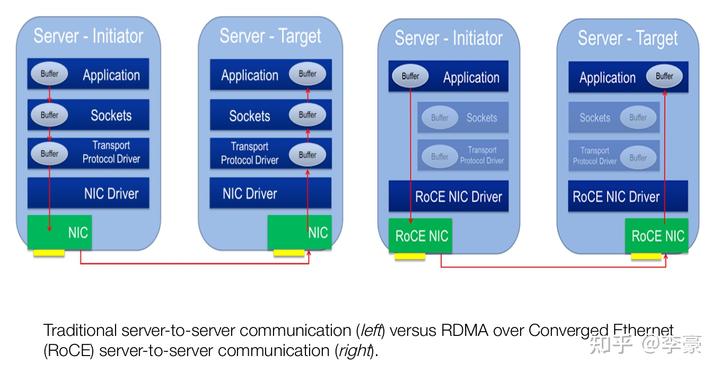 Server - Initiator
Buffer Application
Buffer Sockets
Buffer Transport
Protocol Driver
NIC Driver
NIC
Server - Target
Application Buffer
Sockets Buffer
Transport
Protocol Driver Buffer
NIC Driver
NIC
Server - Initiator
Buffer Application
Buffer Sockets
Buffer Transport
Protocol Driver
RoCE NIC Driver
RoCE NIC
Server - Target
Application Buffer
Sockets Buffer
Transport
Protocol Driver Buffer
RoCE NIC Driver
RoCE NIC
Traditional server-to-server communication (left) versus RDMA over Converged Ethernet
(RoCE) server-to-server communication (right).
知乎 @李豪